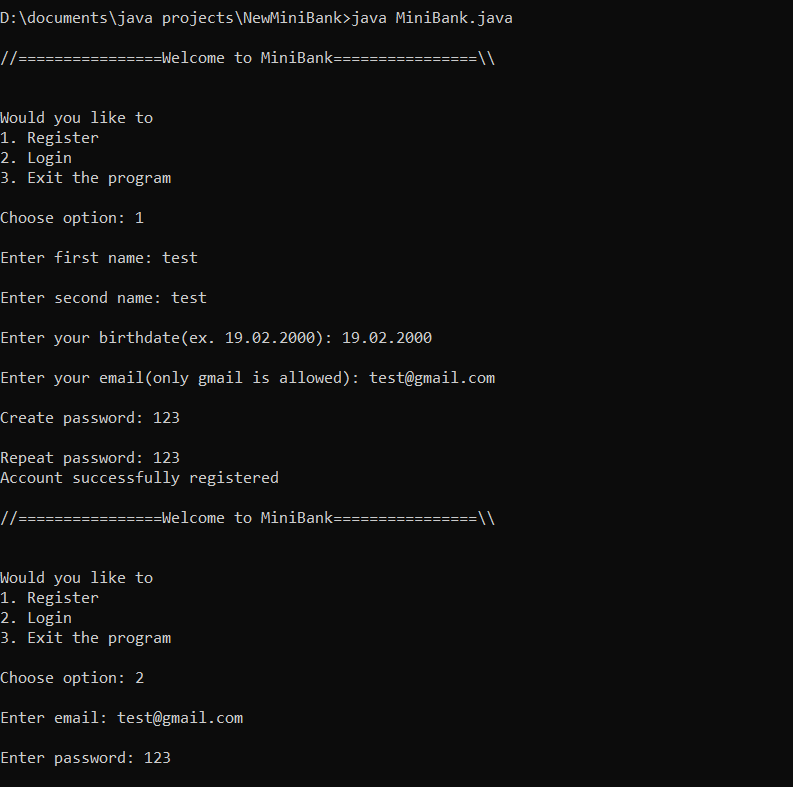 D:\documents\java projects\NewMiniBank>java MiniBank.java
//================Welcome to MiniBank================\\
Would you like to
1. Register
2. Login
3. Exit the program
Choose option: 1
Enter first name: test
Enter second name: test
Enter your birthdate(ex. 19.02.2000): 19.02.2000
Enter your email(only gmail is allowed): test@gmail.com
Create password: 123
Repeat password: 123
Account successfully registered
//================Welcome to MiniBank================\\
Would you like to
1. Register
2. Login
3. Exit the program
Choose option: 2
Enter email: test@gmail.com
Enter password: 123